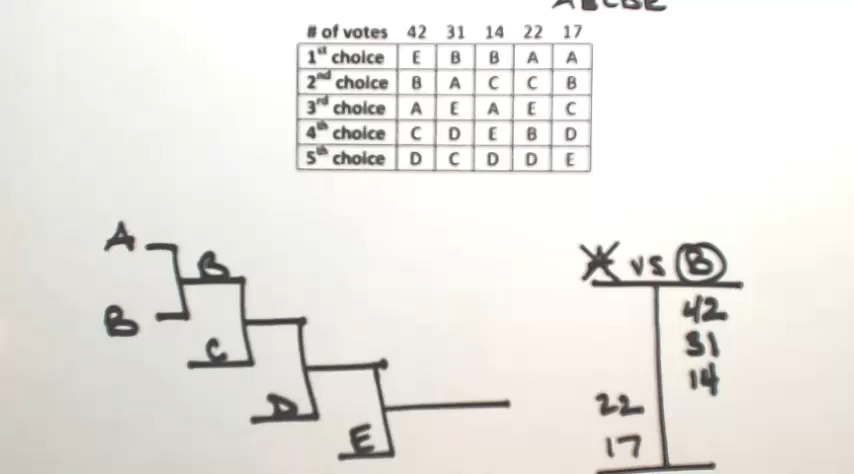 # of votes 42 31 14 22 17
1st choice E B B A A
2nd choice B A C C B
3rd choice A E A E C
4th choice C D E B D
5th choice D C D D E
A
B
B
C
D
E
A vs B
42
31
14
22
17